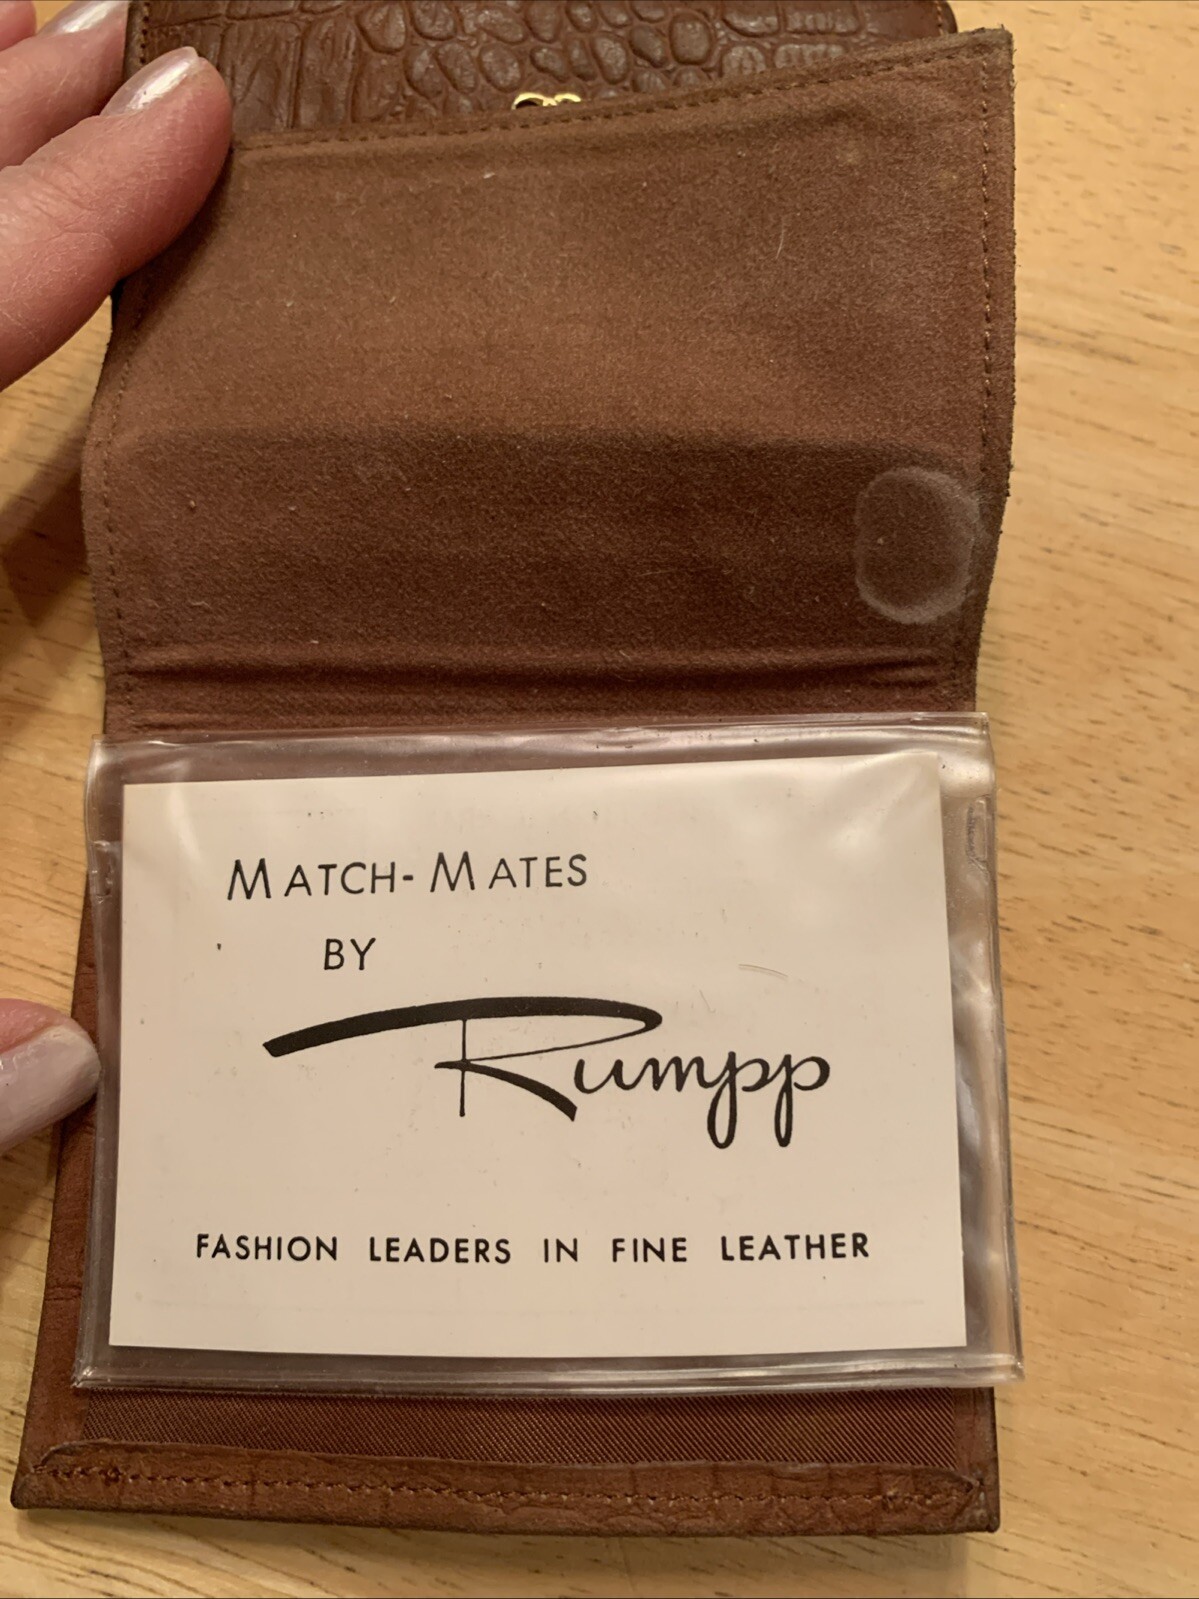 MATCH-MATES
BY
Rumpp
FASHION LEADERS IN FINE LEATHER